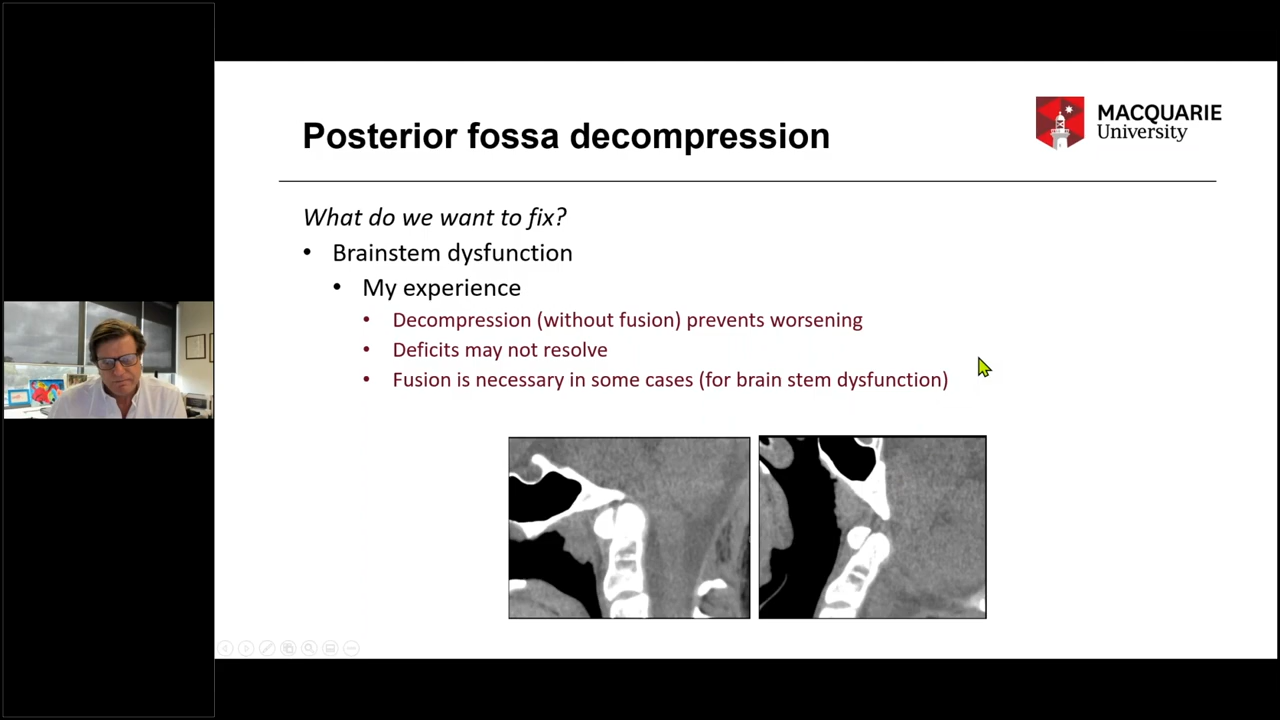 MACQUARIE
University
Posterior fossa decompression
What do we want to fix?
• Brainstem dysfunction
• My experience
• Decompression (without fusion) prevents worsening
• Deficits may not resolve
• Fusion is necessary in some cases (for brain stem dysfunction)